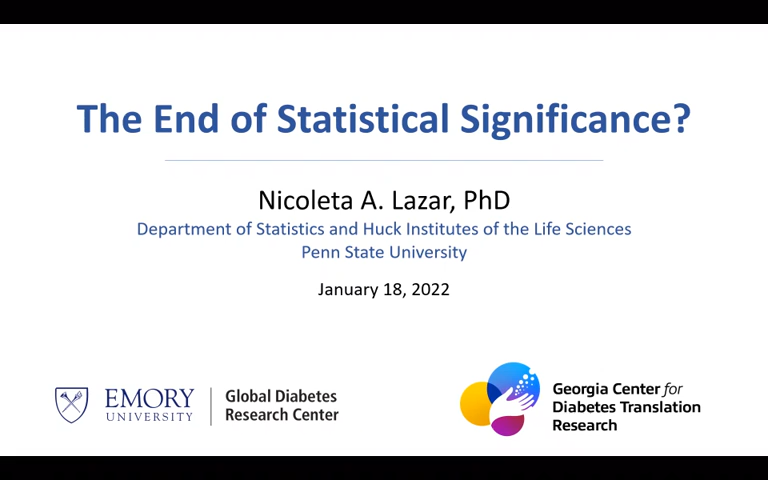 The End of Statistical Significance?
Nicoleta A. Lazar, PhD
Department of Statistics and Huck Institutes of the Life Sciences
Penn State University
January 18, 2022
EMORY
UNIVERSITY
Global Diabetes
Research Center
Georgia Center for
Diabetes Translation
Research